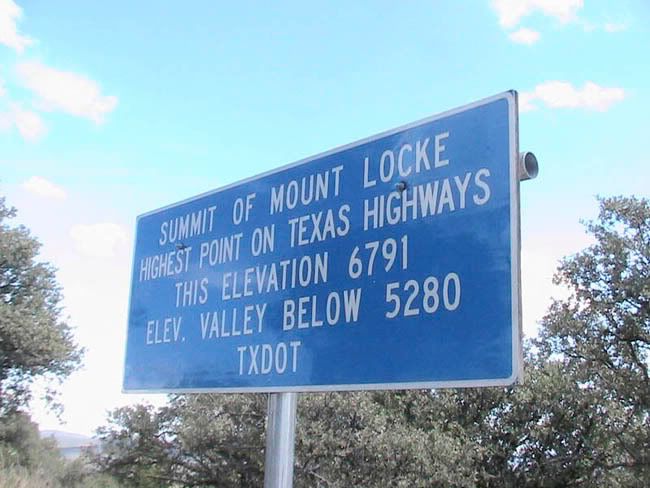 SUMMIT OF MOUNT LOCKE
HIGHEST POINT ON TEXAS HIGHWAYS
THIS ELEVATION 6791
ELEV. VALLEY BELOW 5280
TXDOT